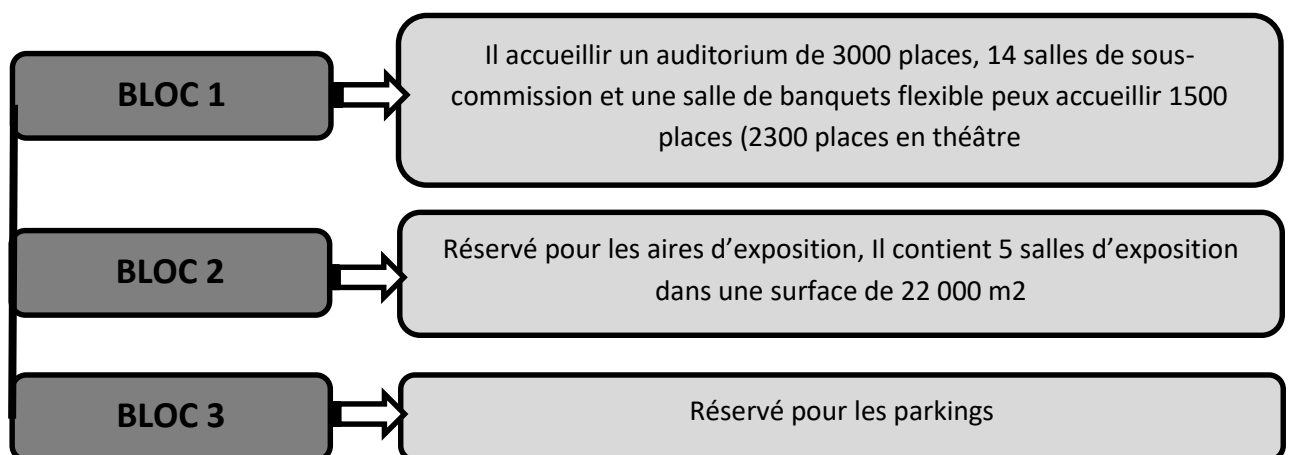 BLOC 1
Il accueillir un auditorium de 3000 places, 14 salles de sous-
commission et une salle de banquets flexible peux accueillir 1500
places (2300 places en théâtre
BLOC 2
Réservé pour les aires d’exposition, Il contient 5 salles d’exposition
dans une surface de 22 000 m2
BLOC 3
Réservé pour les parkings